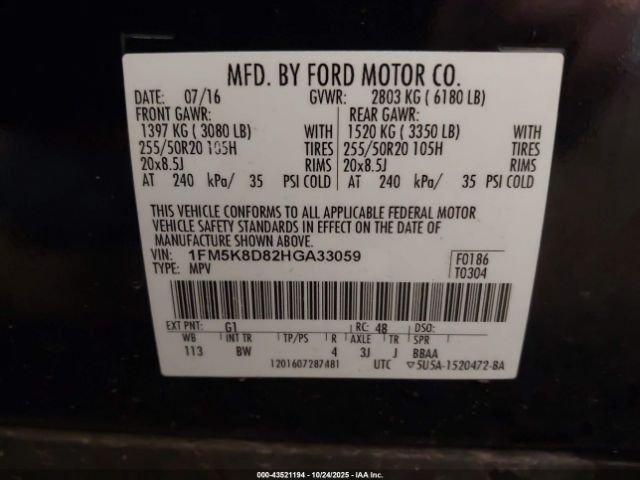 MFD. BY FORD MOTOR CO.
DATE: 07/16 GVWR: 2803 KG ( 6180 LB)
FRONT GAWR: REAR GAWR:
1397 KG ( 3080 LB) WITH 1520 KG ( 3350 LB) WITH
255/50R20 105H TIRES 255/50R20 105H TIRES
20x8.5J RIMS 20x8.5J RIMS
AT 240 kPa/ 35 PSI COLD AT 240 kPa/ 35 PSI COLD
THIS VEHICLE CONFORMS TO ALL APPLICABLE FEDERAL MOTOR
VEHICLE SAFETY STANDARDS IN EFFECT ON THE DATE OF
MANUFACTURE SHOWN ABOVE.
VIN: 1FM5K8D82HGA33059 F0186
TYPE: MPV T0304
EXT PNT: G1 RC: 48 DSO:
WB INT TR TP/PS R AXLE TR SPR
113 BW 4 3J J BBAA
1201607287481 UTC ▽5U5A-1520472-BA
000-43521194 - 10/24/2025 - IAA Inc.